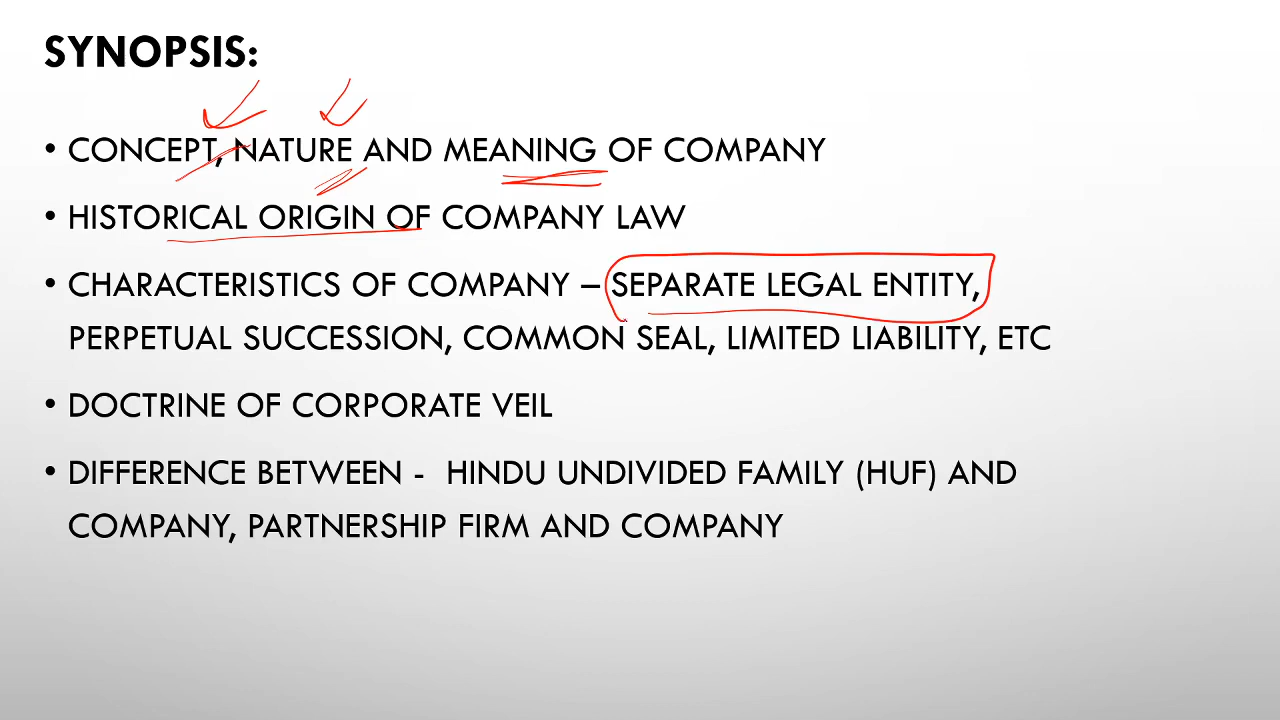 SYNOPSIS:
• CONCEPT, NATURE AND MEANING OF COMPANY
• HISTORICAL ORIGIN OF COMPANY LAW
• CHARACTERISTICS OF COMPANY – SEPARATE LEGAL ENTITY,
PERPETUAL SUCCESSION, COMMON SEAL, LIMITED LIABILITY, ETC
• DOCTRINE OF CORPORATE VEIL
• DIFFERENCE BETWEEN - HINDU UNDIVIDED FAMILY (HUF) AND
COMPANY, PARTNERSHIP FIRM AND COMPANY